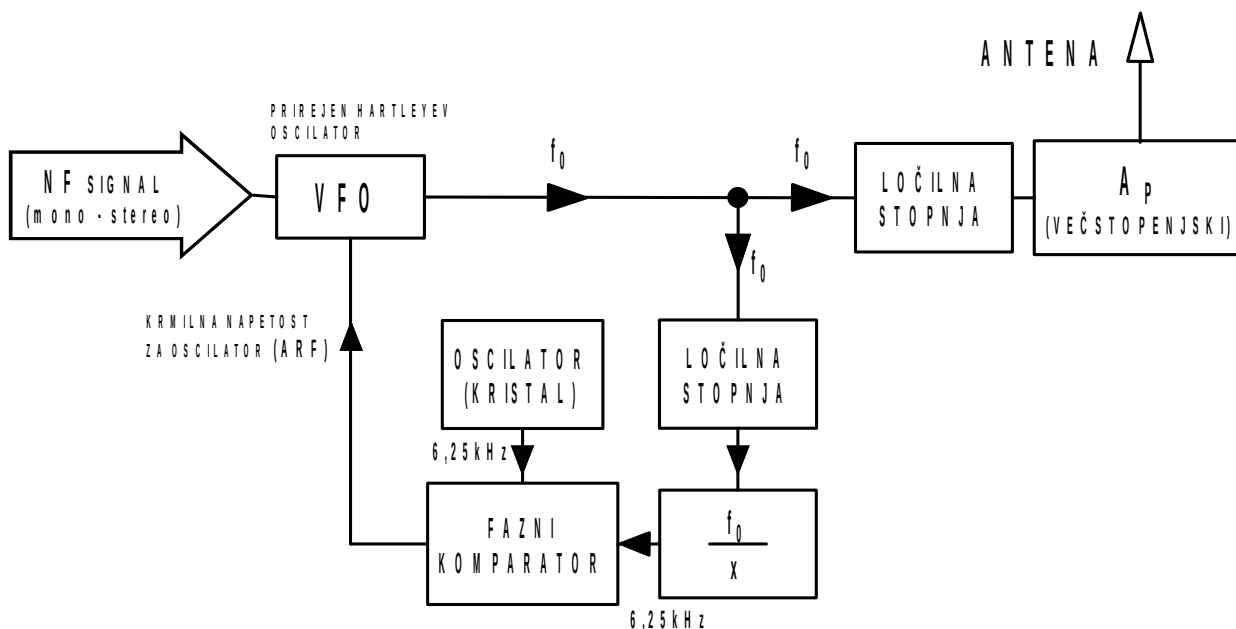 ANTENA
PRIREJEN HARTLEYEV
OSCILATOR
NF SIGNAL
(mono - stereo)
VFO
f0
f0
LOČILNA
STOPNJA
AP
(VEČSTOPENJSKI)
f0
KRMILNA NAPETOST
ZA OSCILATOR (ARF)
OSCILATOR
(KRISTAL)
LOČILNA
STOPNJA
6,25kHz
FAZNI
KOMPARATOR
f0
x
6,25kHz